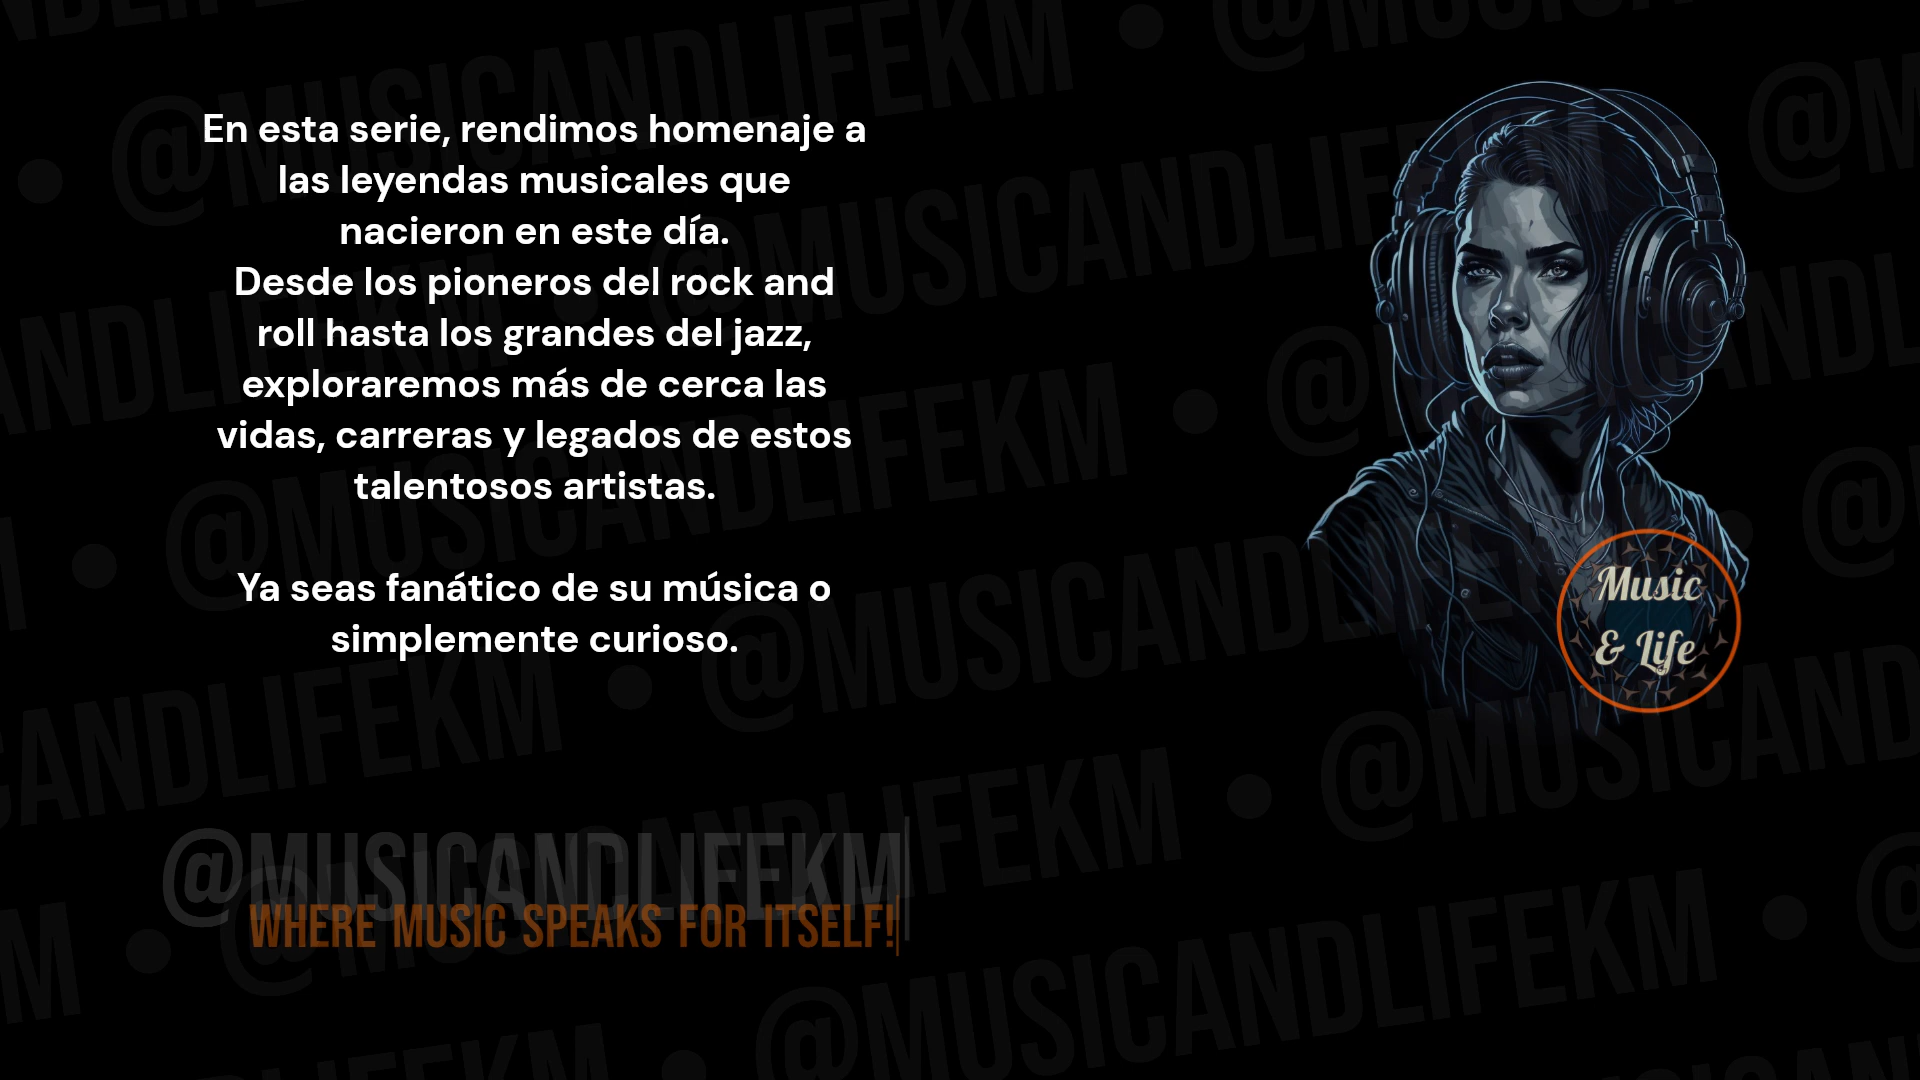 En esta serie, rendimos homenaje a
las leyendas musicales que
nacieron en este día.
Desde los pioneros del rock and
roll hasta los grandes del jazz,
exploraremos más de cerca las
vidas, carreras y legados de estos
talentosos artistas.
Ya seas fanático de su música o
simplemente curioso.
Music
& Life
@MUSICANDLIFEKM
WHERE MUSIC SPEAKS FOR ITSELF!